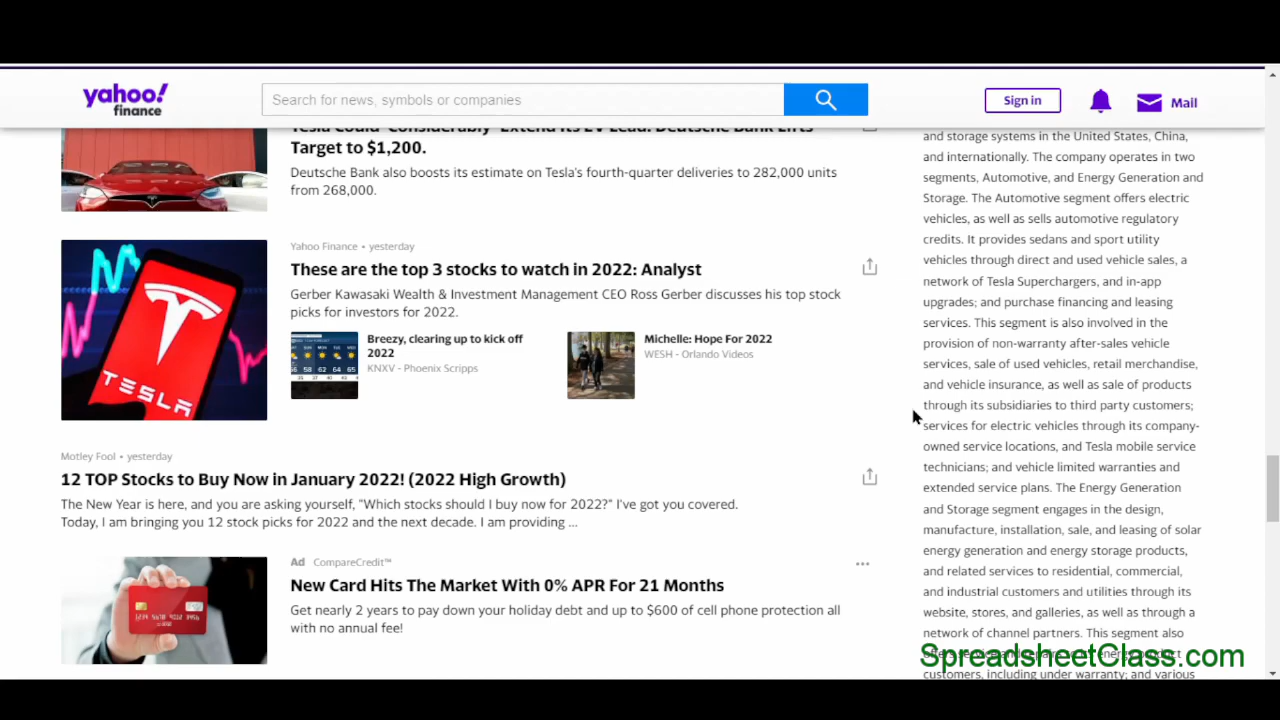 yahoo!
finance
Search for news, symbols or companies
Sign in
Mail
Tesla Could 'Considerably' Extend Its EV Lead: Deutsche Bank Lifts
Target to $1,200.
Deutsche Bank also boosts its estimate on Tesla's fourth-quarter deliveries to 282,000 units
from 268,000.
Yahoo Finance • yesterday
These are the top 3 stocks to watch in 2022: Analyst
Gerber Kawasaki Wealth & Investment Management CEO Ross Gerber discusses his top stock
picks for investors for 2022.
TESLA
Breezy, clearing up to kick off
2022
KNXV - Phoenix Scripps
Michelle: Hope For 2022
WESH - Orlando Videos
Motley Fool • yesterday
12 TOP Stocks to Buy Now in January 2022! (2022 High Growth)
The New Year is here, and you are asking yourself, "Which stocks should I buy now for 2022?" I've got you covered.
Today, I am bringing you 12 stock picks for 2022 and the next decade. I am providing ...
Ad CompareCredit™
New Card Hits The Market With 0% APR For 21 Months
Get nearly 2 years to pay down your holiday debt and up to $600 of cell phone protection all
with no annual fee!
and storage systems in the United States, China,
and internationally. The company operates in two
segments, Automotive, and Energy Generation and
Storage. The Automotive segment offers electric
vehicles, as well as sells automotive regulatory
credits. It provides sedans and sport utility
vehicles through direct and used vehicle sales, a
network of Tesla Superchargers, and in-app
upgrades; and purchase financing and leasing
services. This segment is also involved in the
provision of non-warranty after-sales vehicle
services, sale of used vehicles, retail merchandise,
and vehicle insurance, as well as sale of products
through its subsidiaries to third party customers;
services for electric vehicles through its company-
owned service locations, and Tesla mobile service
technicians; and vehicle limited warranties and
extended service plans. The Energy Generation
and Storage segment engages in the design,
manufacture, installation, sale, and leasing of solar
energy generation and energy storage products,
and related services to residential, commercial,
and industrial customers and utilities through its
website, stores, and galleries, as well as through a
network of channel partners. This segment also
SpreadsheetClass.com
customers, including under warranty; and various